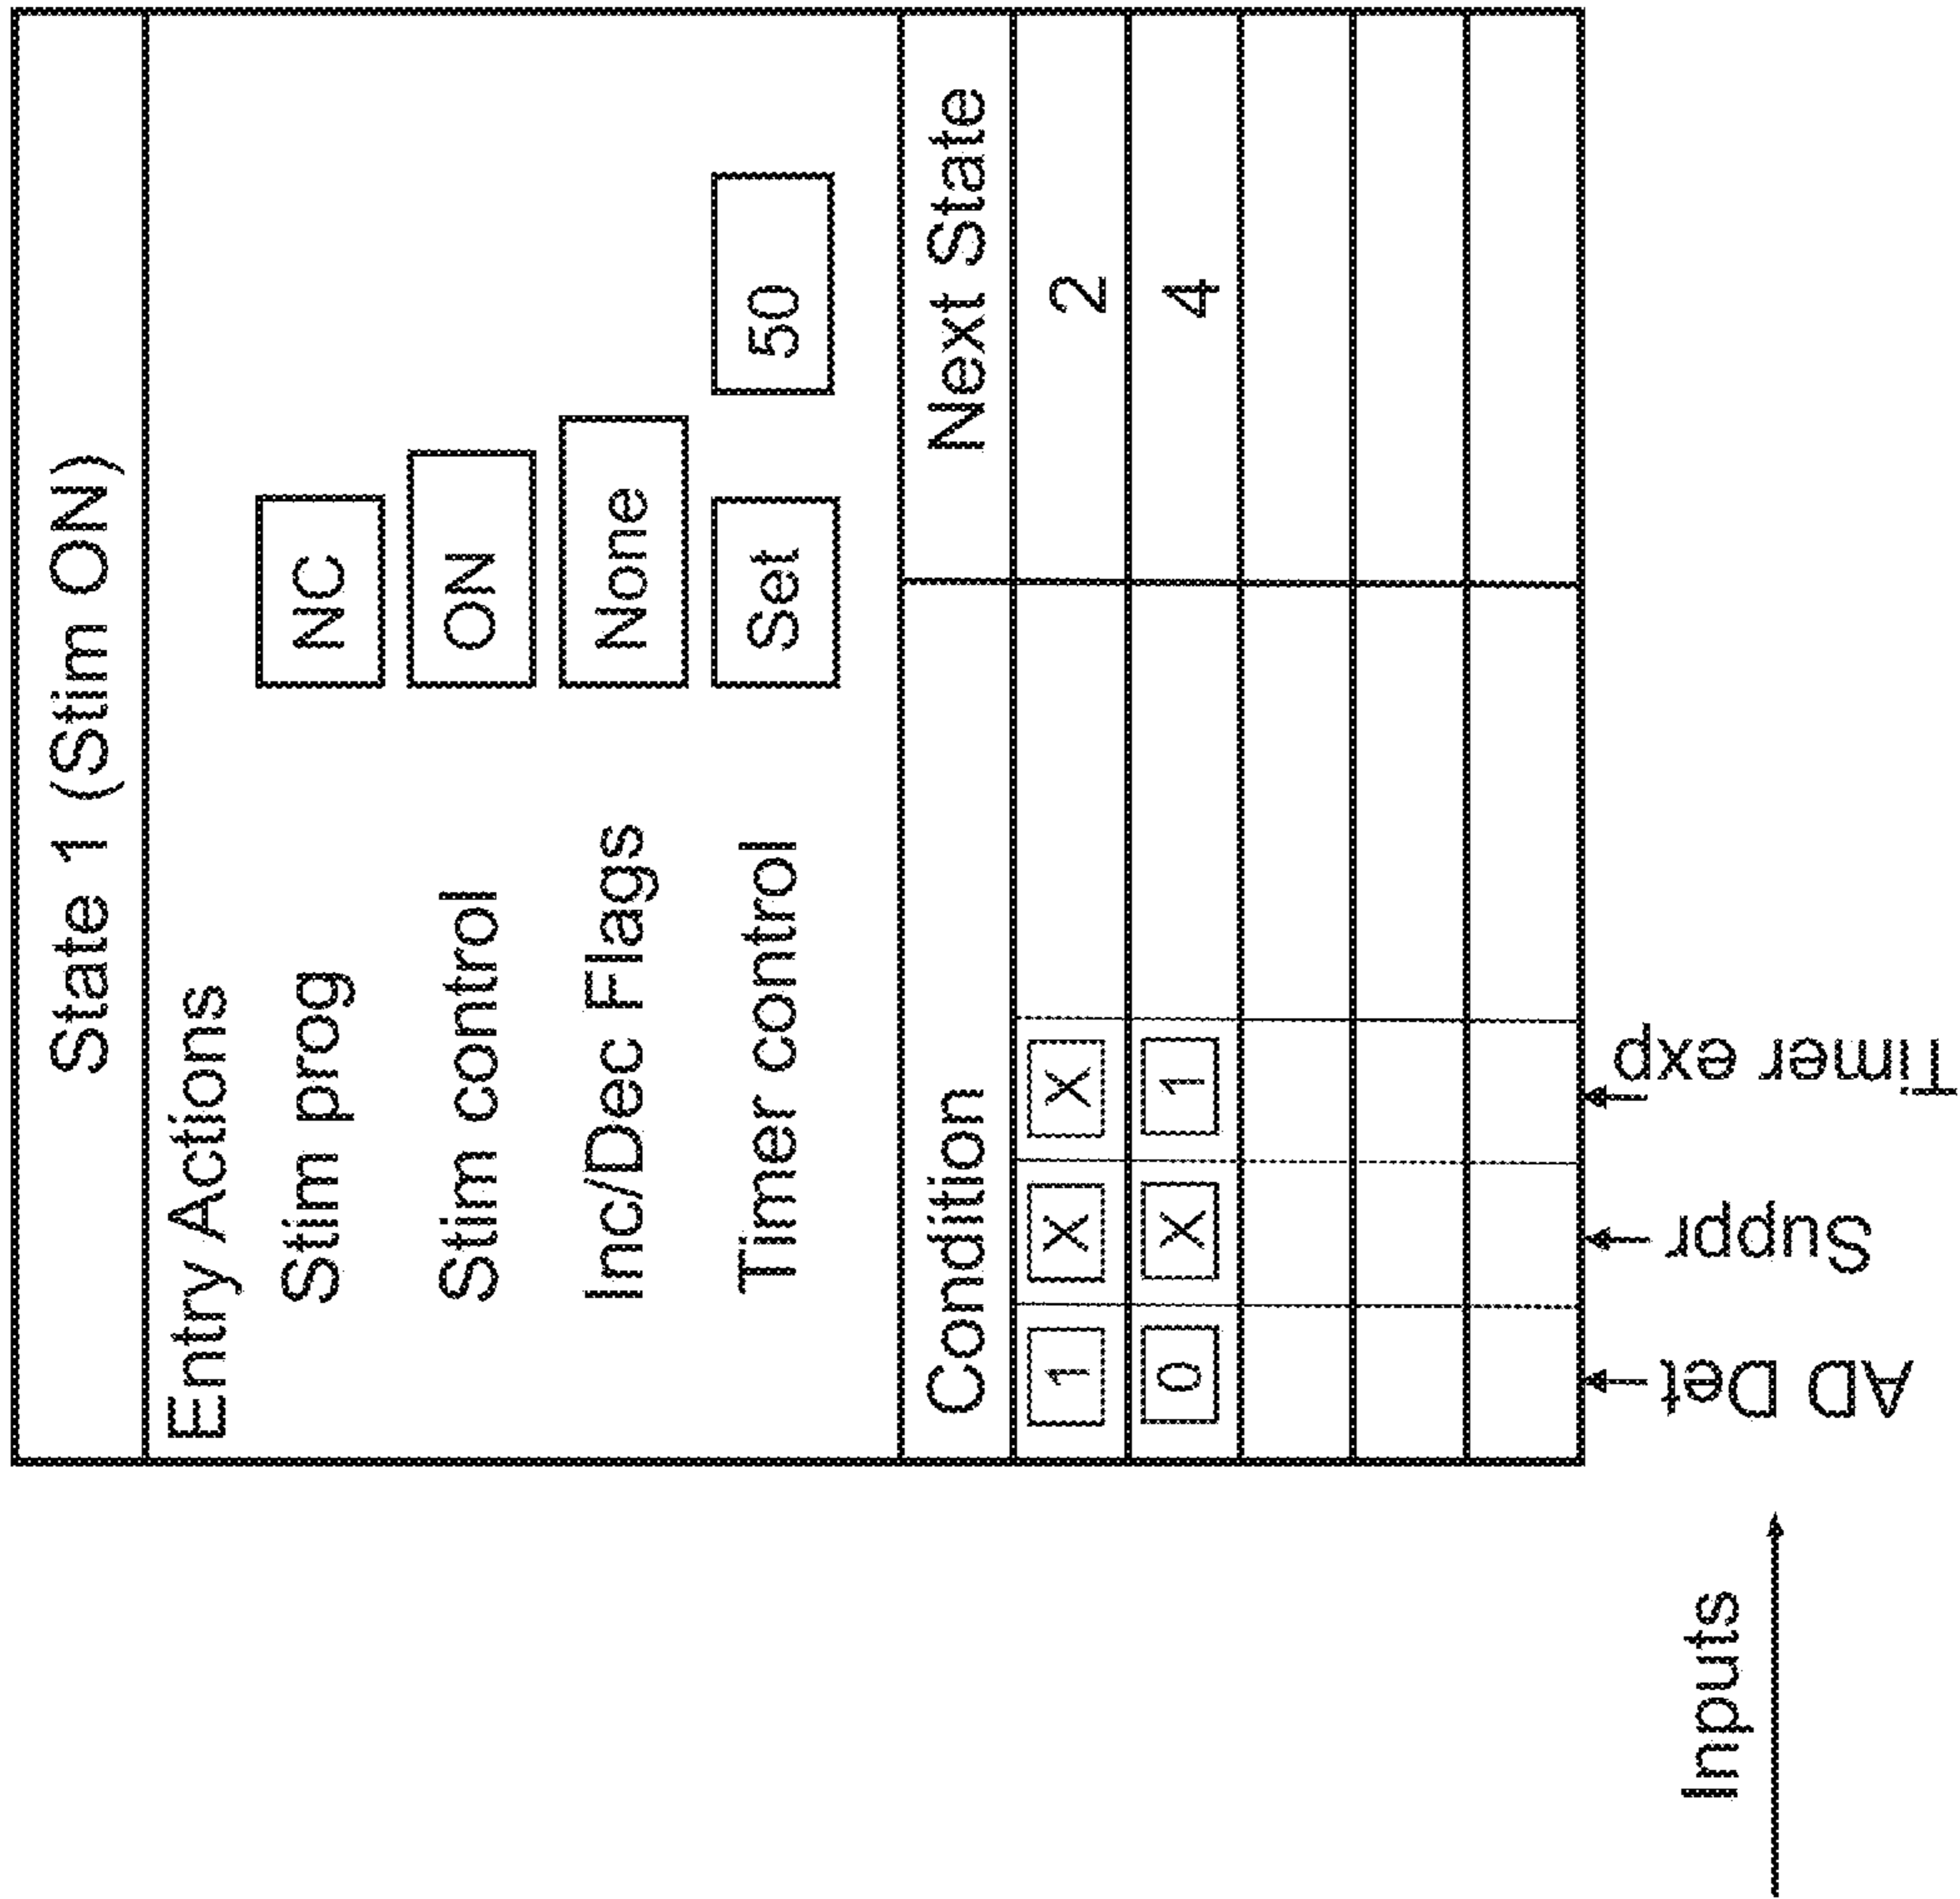 State 1 (Stim ON)
Entry Actions
Stim prog NC
Stim control ON
Inc/Dec Flags None
Timer control Set 50
Condition Next State
1 X X 2
0 X 1 4
AD Det Suppr Timer exp
Inputs